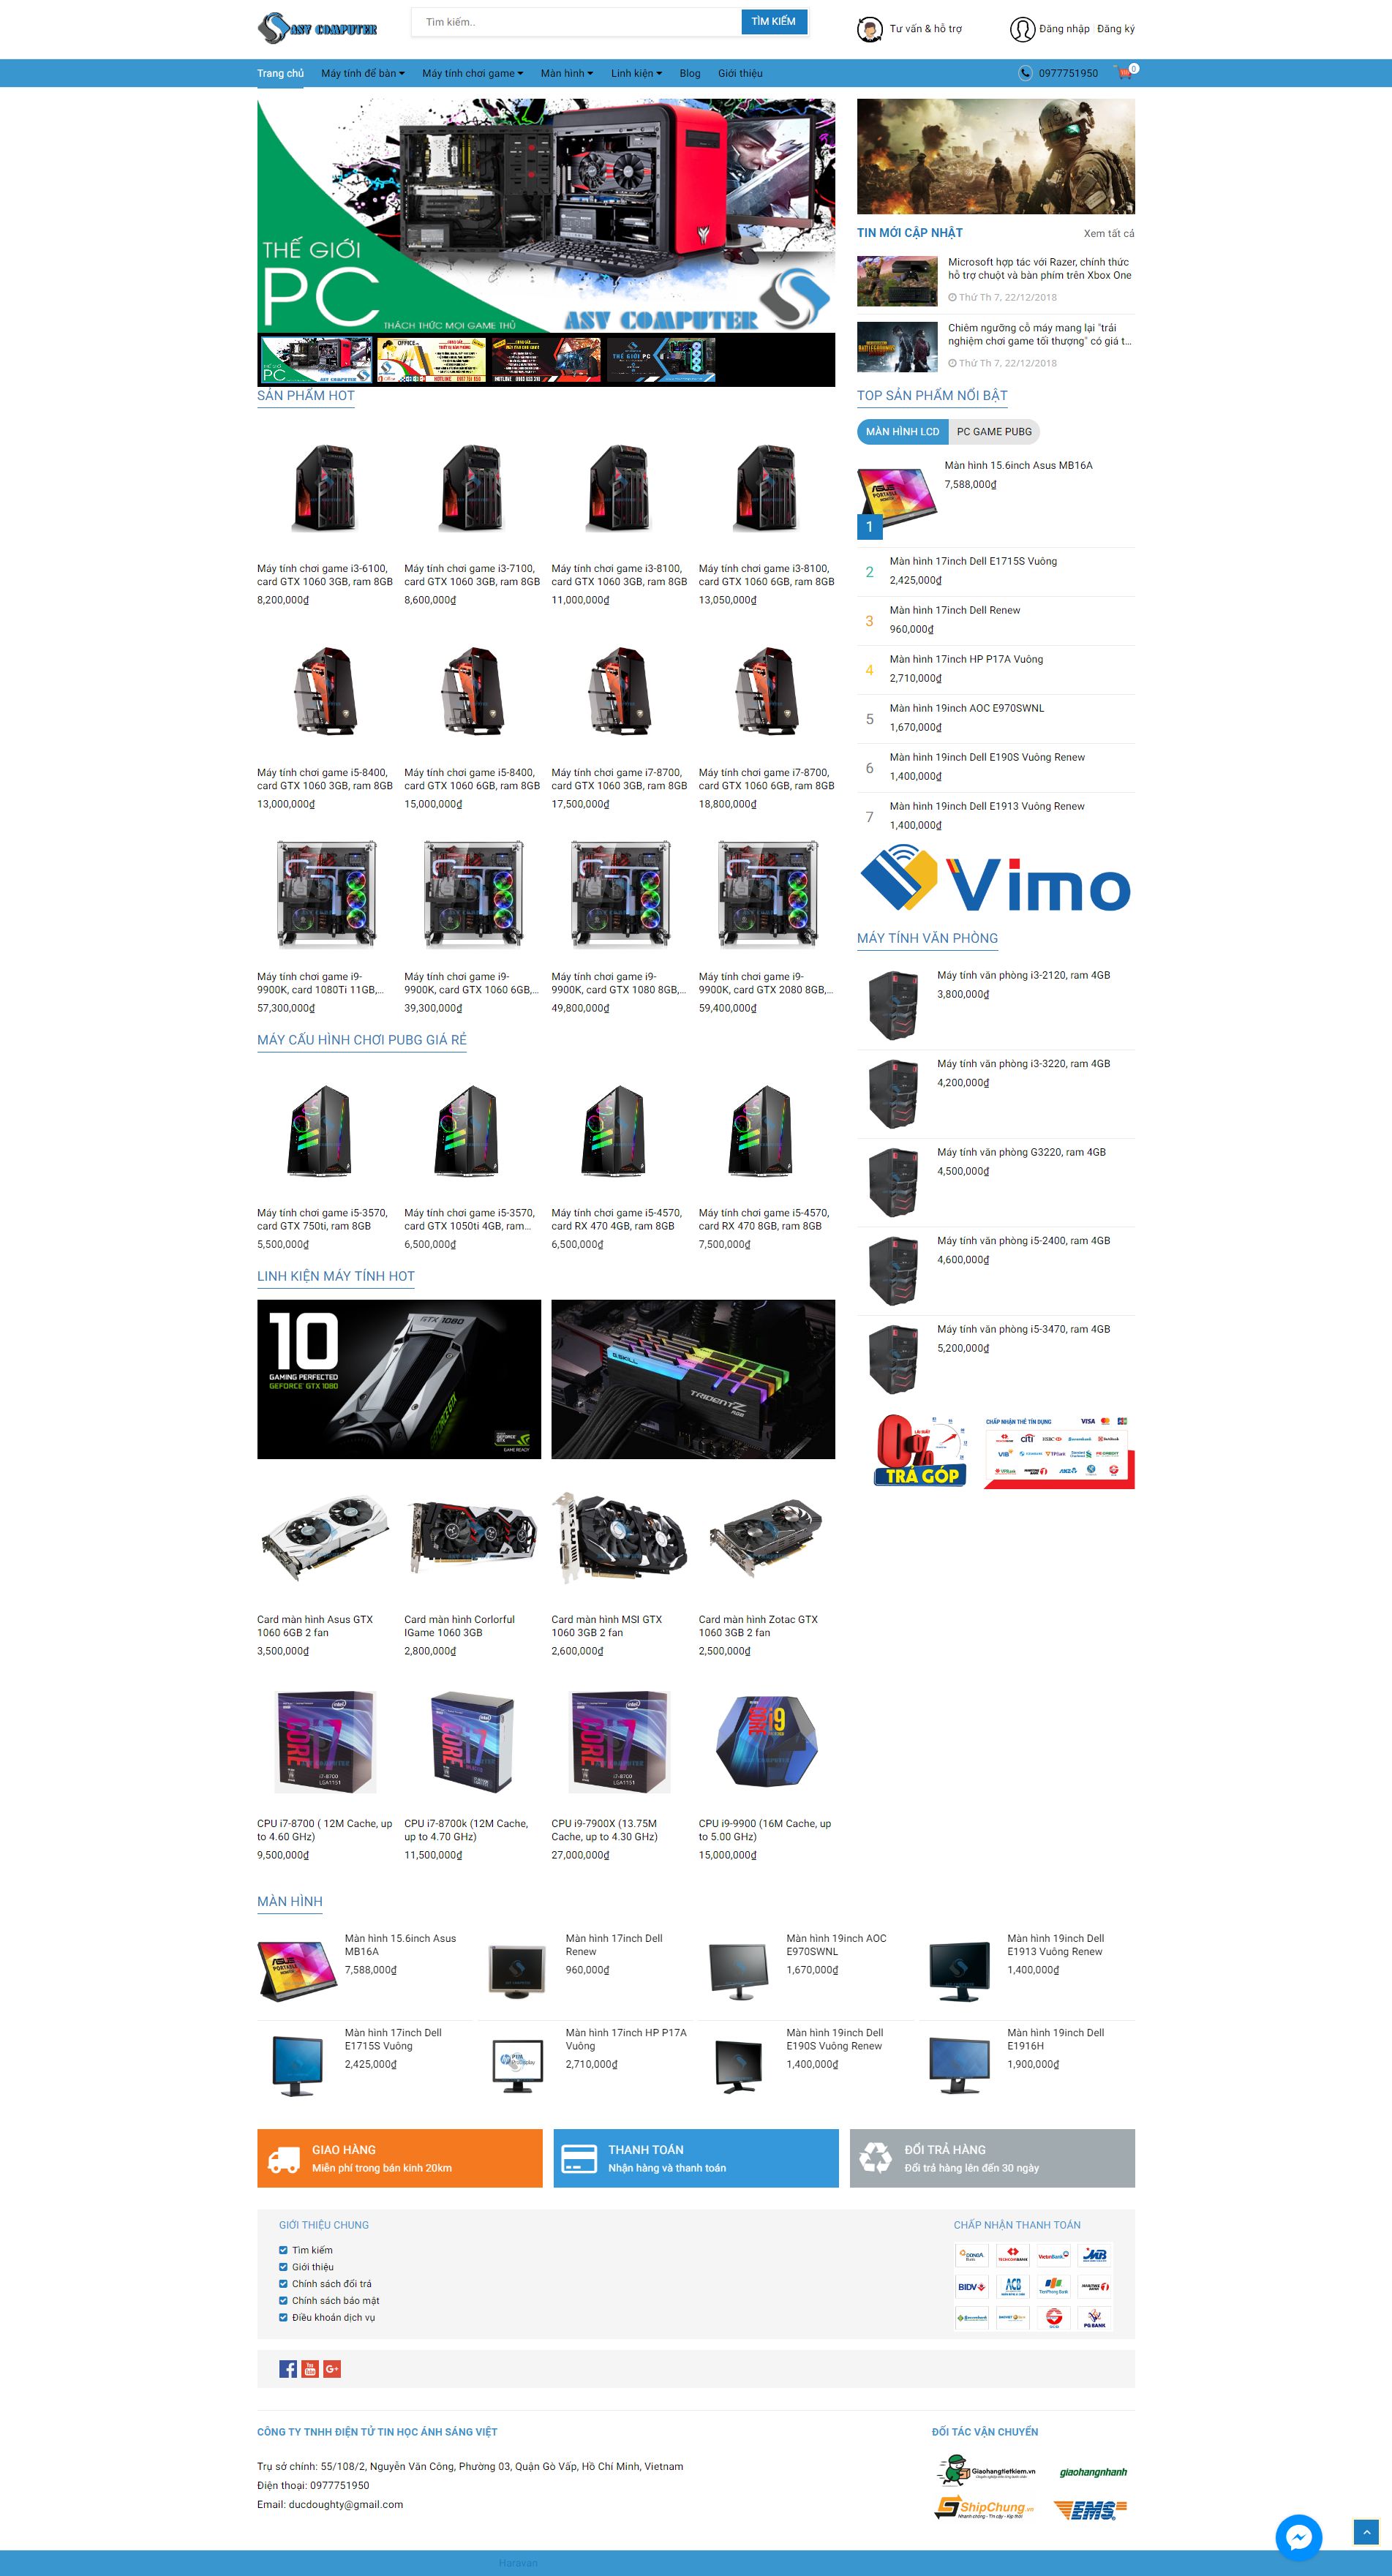 ASV COMPUTER
Tìm kiếm..
TÌM KIẾM
Tư vấn & hỗ trợ
Đăng nhập Đăng ký
Trang chủ
Máy tính để bàn
Máy tính chơi game
Màn hình
Linh kiện
Blog
Giới thiệu
0977751950
0
THẾ GIỚI
PC
THÁCH THỨC MỌI GAME THỦ
ASV COMPUTER
TIN MỚI CẬP NHẬT
Xem tất cả
Microsoft hợp tác với Razer, chính thức
hỗ trợ chuột và bàn phím trên Xbox One
Thứ Th 7, 22/12/2018
Chiêm ngưỡng cỗ máy mang lại "trải
nghiệm chơi game tối thượng" có giá t...
Thứ Th 7, 22/12/2018
SẢN PHẨM HOT
Máy tính chơi game i3-6100,
card GTX 1060 3GB, ram 8GB
8,200,000₫
Máy tính chơi game i3-7100,
card GTX 1060 3GB, ram 8GB
8,600,000₫
Máy tính chơi game i3-8100,
card GTX 1060 3GB, ram 8GB
11,000,000₫
Máy tính chơi game i3-8100,
card GTX 1060 6GB, ram 8GB
13,050,000₫
Máy tính chơi game i5-8400,
card GTX 1060 3GB, ram 8GB
13,000,000₫
Máy tính chơi game i5-8400,
card GTX 1060 6GB, ram 8GB
15,000,000₫
Máy tính chơi game i7-8700,
card GTX 1060 3GB, ram 8GB
17,500,000₫
Máy tính chơi game i7-8700,
card GTX 1060 6GB, ram 8GB
18,800,000₫
Máy tính chơi game i9-
9900K, card 1080Ti 11GB,...
57,300,000₫
Máy tính chơi game i9-
9900K, card GTX 1060 6GB,...
39,300,000₫
Máy tính chơi game i9-
9900K, card GTX 1080 8GB,...
49,800,000₫
Máy tính chơi game i9-
9900K, card GTX 2080 8GB,...
59,400,000₫
MÁY CẤU HÌNH CHƠI PUBG GIÁ RẺ
Máy tính chơi game i5-3570,
card GTX 750ti, ram 8GB
5,500,000₫
Máy tính chơi game i5-3570,
card GTX 1050ti 4GB, ram...
6,500,000₫
Máy tính chơi game i5-4570,
card RX 470 4GB, ram 8GB
6,500,000₫
Máy tính chơi game i5-4570,
card RX 470 8GB, ram 8GB
7,500,000₫
TOP SẢN PHẨM NỔI BẬT
MÀN HÌNH LCD
PC GAME PUBG
1
Màn hình 15.6inch Asus MB16A
7,588,000₫
2
Màn hình 17inch Dell E1715S Vuông
2,425,000₫
3
Màn hình 17inch Dell Renew
960,000₫
4
Màn hình 17inch HP P17A Vuông
2,710,000₫
5
Màn hình 19inch AOC E970SWNL
1,670,000₫
6
Màn hình 19inch Dell E190S Vuông Renew
1,400,000₫
7
Màn hình 19inch Dell E1913 Vuông Renew
1,400,000₫
Vimo
MÁY TÍNH VĂN PHÒNG
Máy tính văn phòng i3-2120, ram 4GB
3,800,000₫
Máy tính văn phòng i3-3220, ram 4GB
4,200,000₫
Máy tính văn phòng G3220, ram 4GB
4,500,000₫
Máy tính văn phòng i5-2400, ram 4GB
4,600,000₫
Máy tính văn phòng i5-3470, ram 4GB
5,200,000₫
TRẢ GÓP
CHẤP NHẬN THẺ TÍN DỤNG
VISA
LINH KIỆN MÁY TÍNH HOT
GTX 1080
10
GAMING PERFECTED
GEFORCE GTX 1080
G.SKILL
TRIDENTZ
RGB
Card màn hình Asus GTX
1060 6GB 2 fan
3,500,000₫
Card màn hình Corlorful
IGame 1060 3GB
2,800,000₫
Card màn hình MSI GTX
1060 3GB 2 fan
2,600,000₫
Card màn hình Zotac GTX
1060 3GB 2 fan
2,500,000₫
CPU i7-8700 ( 12M Cache, up
to 4.60 GHz)
9,500,000₫
CPU i7-8700k (12M Cache,
up to 4.70 GHz)
11,500,000₫
CPU i9-7900X (13.75M
Cache, up to 4.30 GHz)
27,000,000₫
CPU i9-9900 (16M Cache, up
to 5.00 GHz)
15,000,000₫
MÀN HÌNH
Màn hình 15.6inch Asus
MB16A
7,588,000₫
Màn hình 17inch Dell
Renew
960,000₫
Màn hình 19inch AOC
E970SWNL
1,670,000₫
Màn hình 19inch Dell
E1913 Vuông Renew
1,400,000₫
Màn hình 17inch Dell
E1715S Vuông
2,425,000₫
Màn hình 17inch HP P17A
Vuông
2,710,000₫
Màn hình 19inch Dell
E190S Vuông Renew
1,400,000₫
Màn hình 19inch Dell
E1916H
1,900,000₫
GIAO HÀNG
Miễn phí trong bán kính 20km
THANH TOÁN
Nhận hàng và thanh toán
ĐỔI TRẢ HÀNG
Đổi trả hàng lên đến 30 ngày
GIỚI THIỆU CHUNG
Tìm kiếm
Giới thiệu
Chính sách đổi trả
Chính sách bảo mật
Điều khoản dịch vụ
CHẤP NHẬN THANH TOÁN
BIDV
ACB
PG BANK
CÔNG TY TNHH ĐIỆN TỬ TIN HỌC ÁNH SÁNG VIỆT
Trụ sở chính: 55/108/2, Nguyễn Văn Công, Phường 03, Quận Gò Vấp, Hồ Chí Minh, Vietnam
Điện thoại: 0977751950
Email: ducdoughty@gmail.com
ĐỐI TÁC VẬN CHUYỂN
Giaohangtietkiem.vn
giaohangnhanh
ShipChung.vn
EMS
Haravan